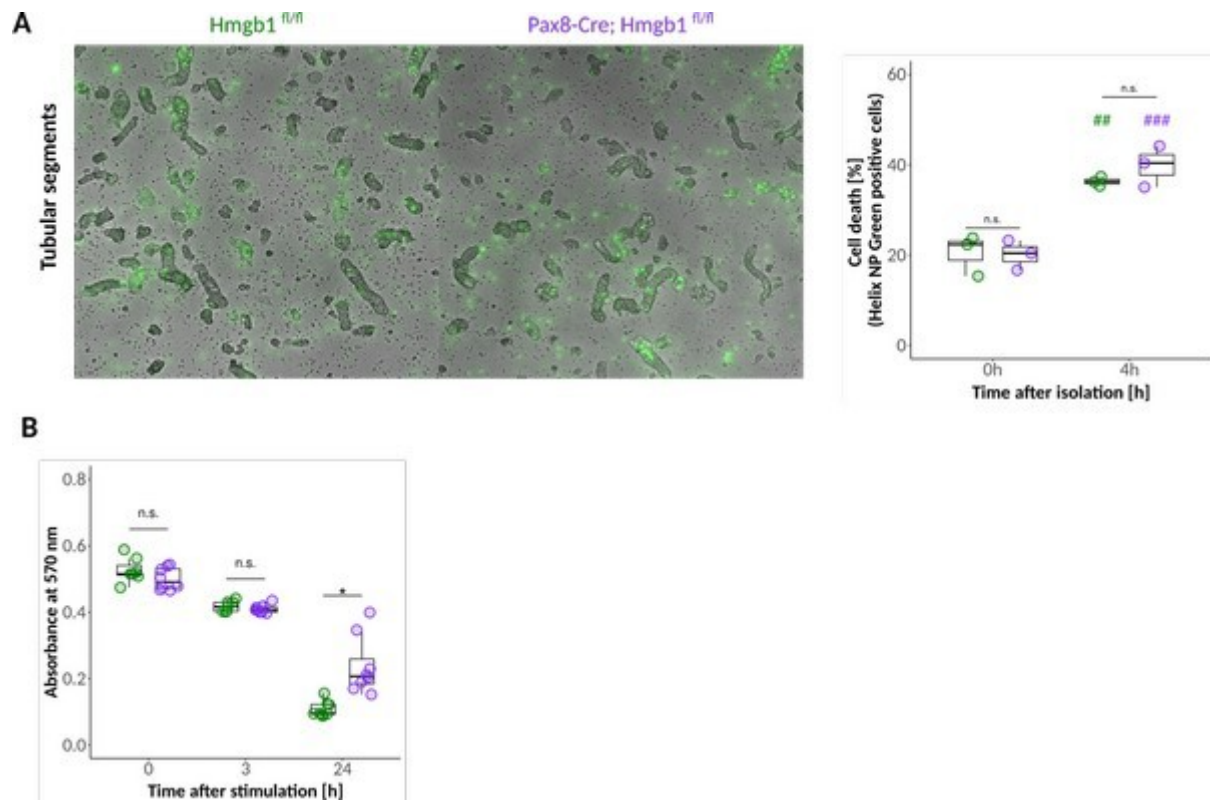 A
Hmgb1 fl/fl
Pax8-Cre; Hmgb1 fl/fl
Tubular segments
Cell death [%]
(Helix NP Green positive cells)
60
40
20
0
n.s.
##
###
n.s.
0h
4h
Time after isolation [h]
B
Absorbance at 570 nm
0.8
0.6
0.4
0.2
0.0
n.s.
n.s.
*
0
3
24
Time after stimulation [h]